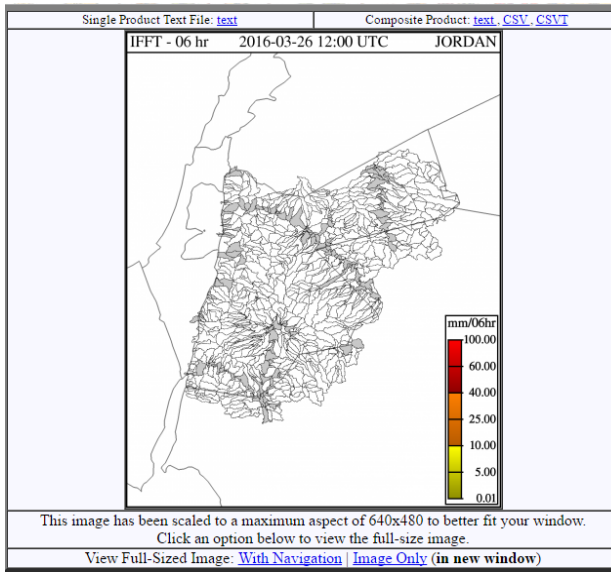 Single Product Text File: text
Composite Product: text , CSV , CSVT
IFFT - 06 hr 2016-03-26 12:00 UTC JORDAN
mm/06hr
100.00
60.00
40.00
25.00
10.00
5.00
0.01
This image has been scaled to a maximum aspect of 640x480 to better fit your window.
Click an option below to view the full-size image.
View Full-Sized Image: With Navigation | Image Only (in new window)